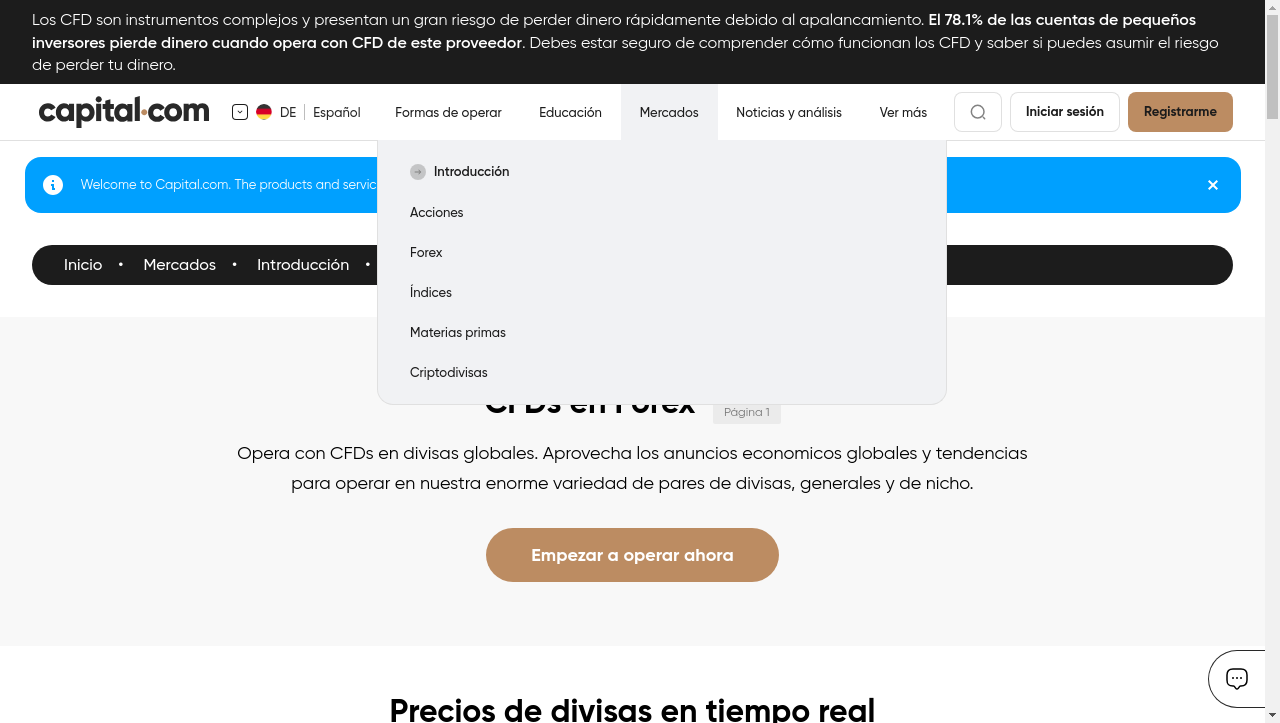 Los CFD son instrumentos complejos y presentan un gran riesgo de perder dinero rápidamente debido al apalancamiento. El 78.1% de las cuentas de pequeños
inversores pierde dinero cuando opera con CFD de este proveedor. Debes estar seguro de comprender cómo funcionan los CFD y saber si puedes asumir el riesgo
de perder tu dinero.
capital.com DE Español Formas de operar Educación Mercados Noticias y análisis Ver más Iniciar sesión Registrarme
Introducción
Welcome to Capital.com. The products and servic
Acciones
Forex
Inicio • Mercados • Introducción •
Índices
Materias primas
Criptodivisas
CFDs en Forex Página 1
Opera con CFDs en divisas globales. Aprovecha los anuncios economicos globales y tendencias
para operar en nuestra enorme variedad de pares de divisas, generales y de nicho.
Empezar a operar ahora
Precios de divisas en tiempo real